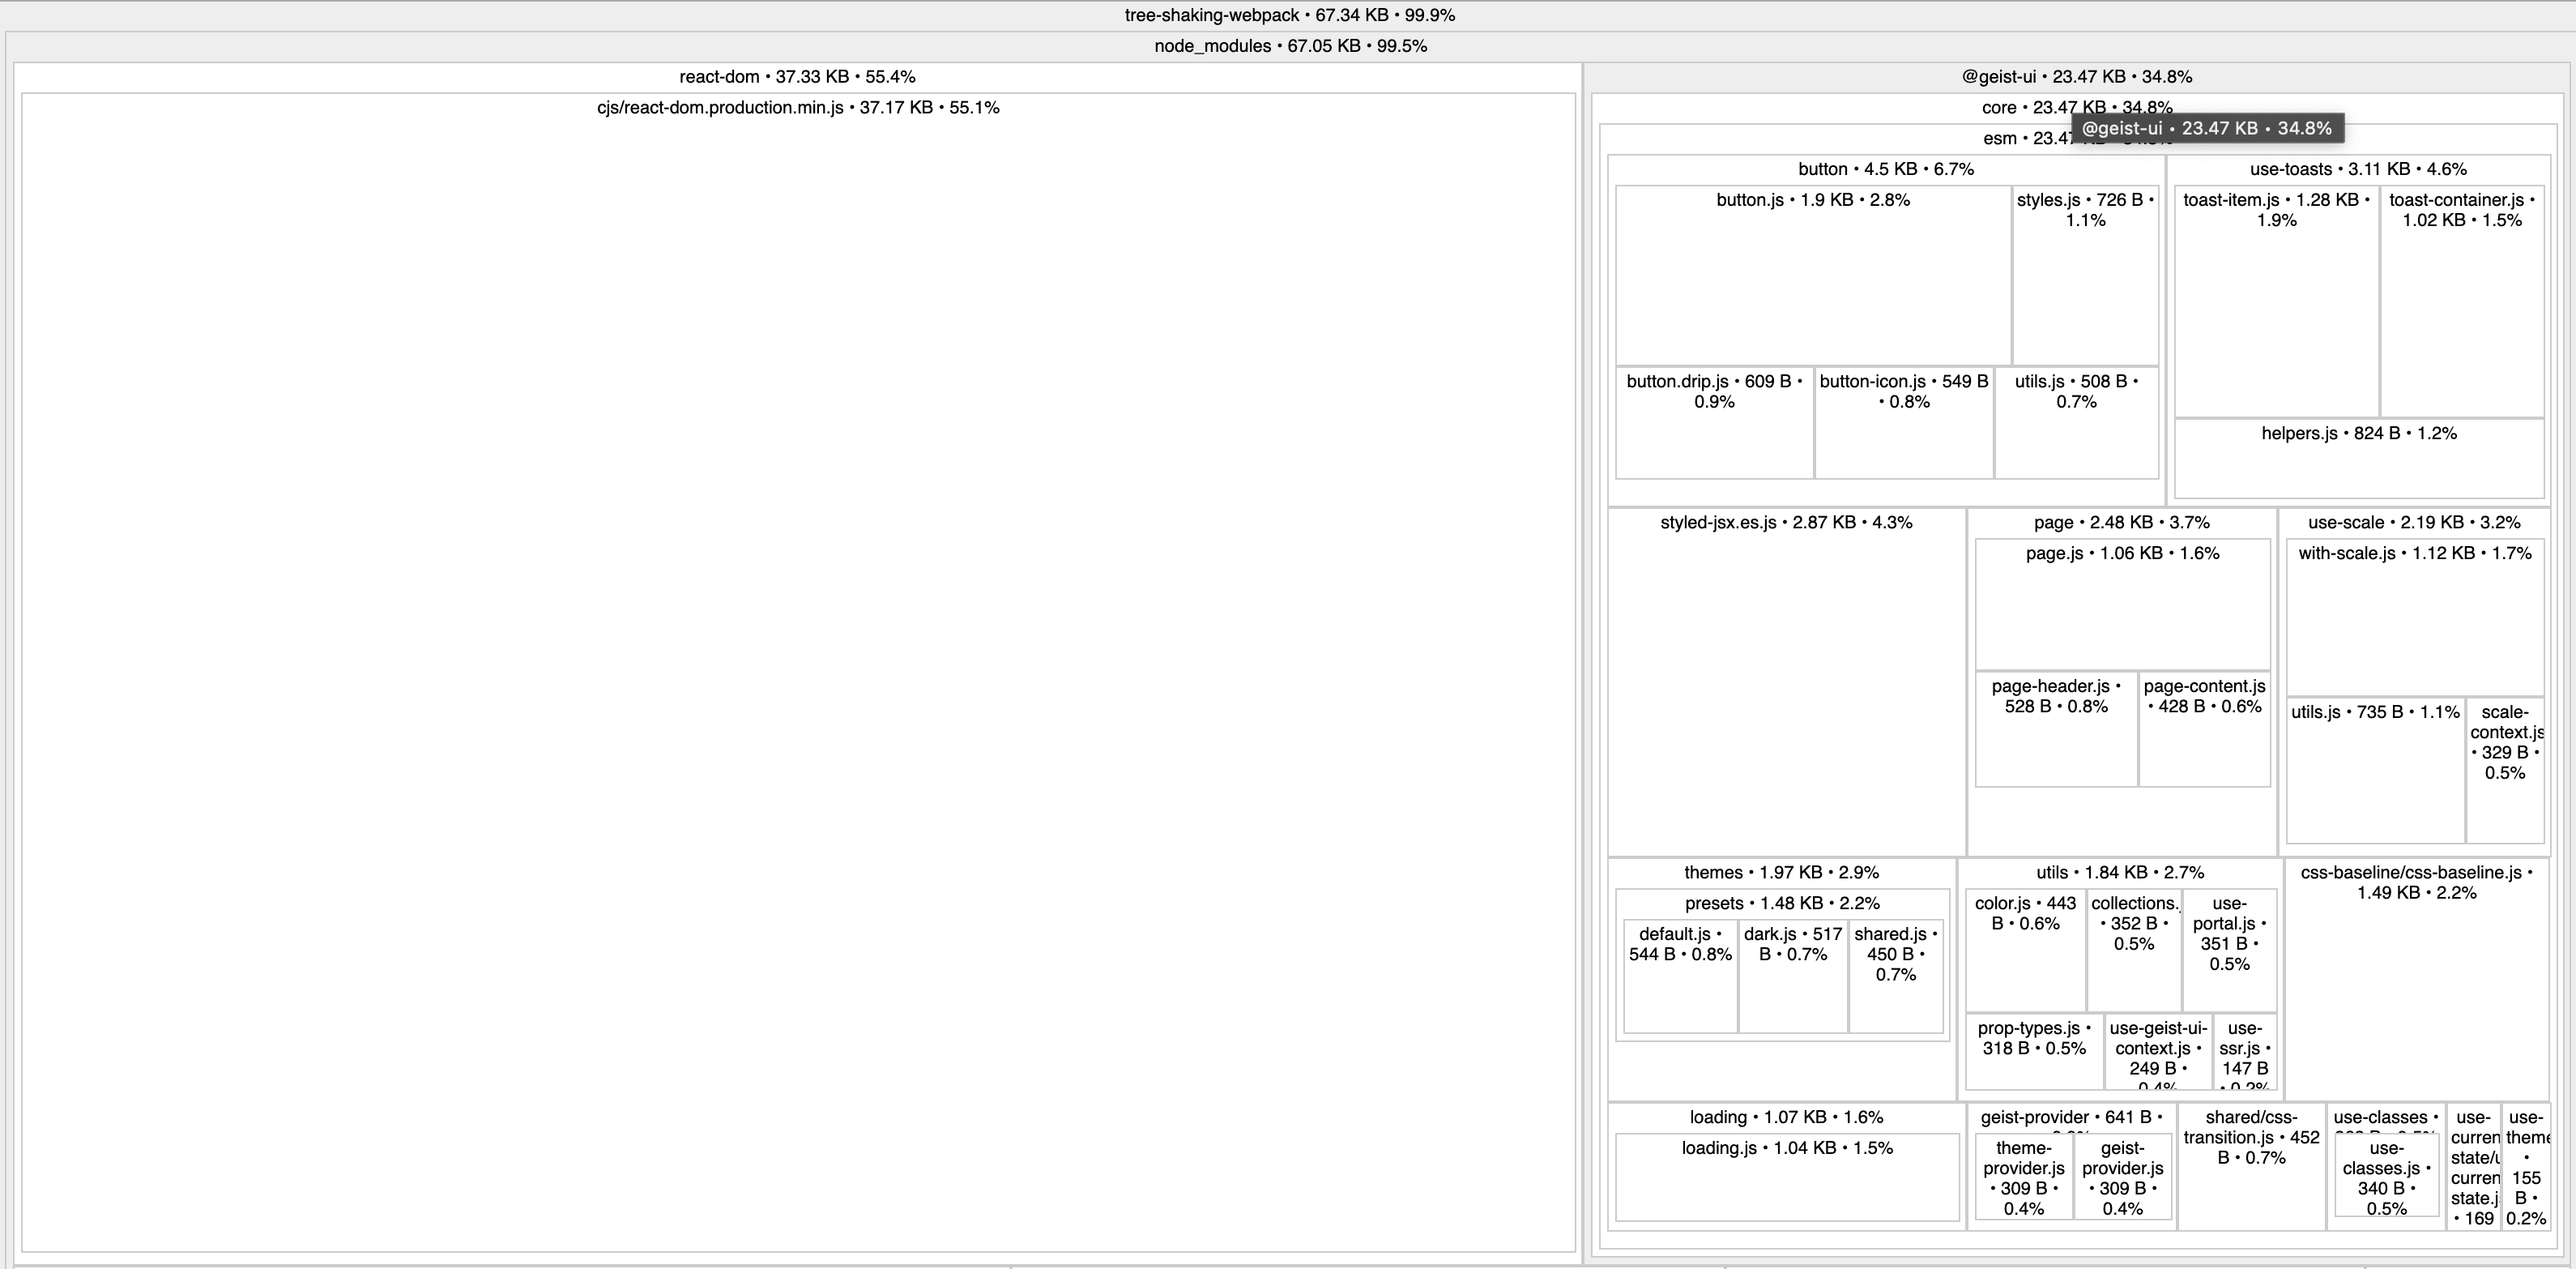 tree-shaking-webpack • 67.34 KB • 99.9%
node_modules • 67.05 KB • 99.5%
react-dom • 37.33 KB • 55.4%
cjs/react-dom.production.min.js • 37.17 KB • 55.1%
@geist-ui • 23.47 KB • 34.8%
core • 23.47 KB • 34.8%
@geist-ui • 23.47 KB • 34.8%
esm • 23.47
button • 4.5 KB • 6.7%
button.js • 1.9 KB • 2.8%
styles.js • 726 B •
1.1%
button.drip.js • 609 B •
0.9%
button-icon.js • 549 B
• 0.8%
utils.js • 508 B •
0.7%
use-toasts • 3.11 KB • 4.6%
toast-item.js • 1.28 KB •
1.9%
toast-container.js •
1.02 KB • 1.5%
helpers.js • 824 B • 1.2%
styled-jsx.es.js • 2.87 KB • 4.3%
page • 2.48 KB • 3.7%
page.js • 1.06 KB • 1.6%
page-header.js •
528 B • 0.8%
page-content.js
• 428 B • 0.6%
use-scale • 2.19 KB • 3.2%
with-scale.js • 1.12 KB • 1.7%
utils.js • 735 B • 1.1%
scale-
context.js
• 329 B •
0.5%
themes • 1.97 KB • 2.9%
presets • 1.48 KB • 2.2%
default.js •
544 B • 0.8%
dark.js • 517
B • 0.7%
shared.js •
450 B •
0.7%
utils • 1.84 KB • 2.7%
color.js • 443
B • 0.6%
collections.
• 352 B •
0.5%
use-
portal.js •
351 B •
0.5%
prop-types.js •
318 B • 0.5%
use-geist-ui-
context.js •
249 B •
0.4%
use-
ssr.js •
147 B
• 0.2%
css-baseline/css-baseline.js •
1.49 KB • 2.2%
loading • 1.07 KB • 1.6%
loading.js • 1.04 KB • 1.5%
geist-provider • 641 B •
theme-
provider.js
• 309 B •
0.4%
geist-
provider.js
• 309 B •
0.4%
shared/css-
transition.js • 452
B • 0.7%
use-classes •
use-
classes.js •
340 B •
0.5%
use-
curren
state/u
curren
state.j
• 169
use-
theme
•
155
B •
0.2%